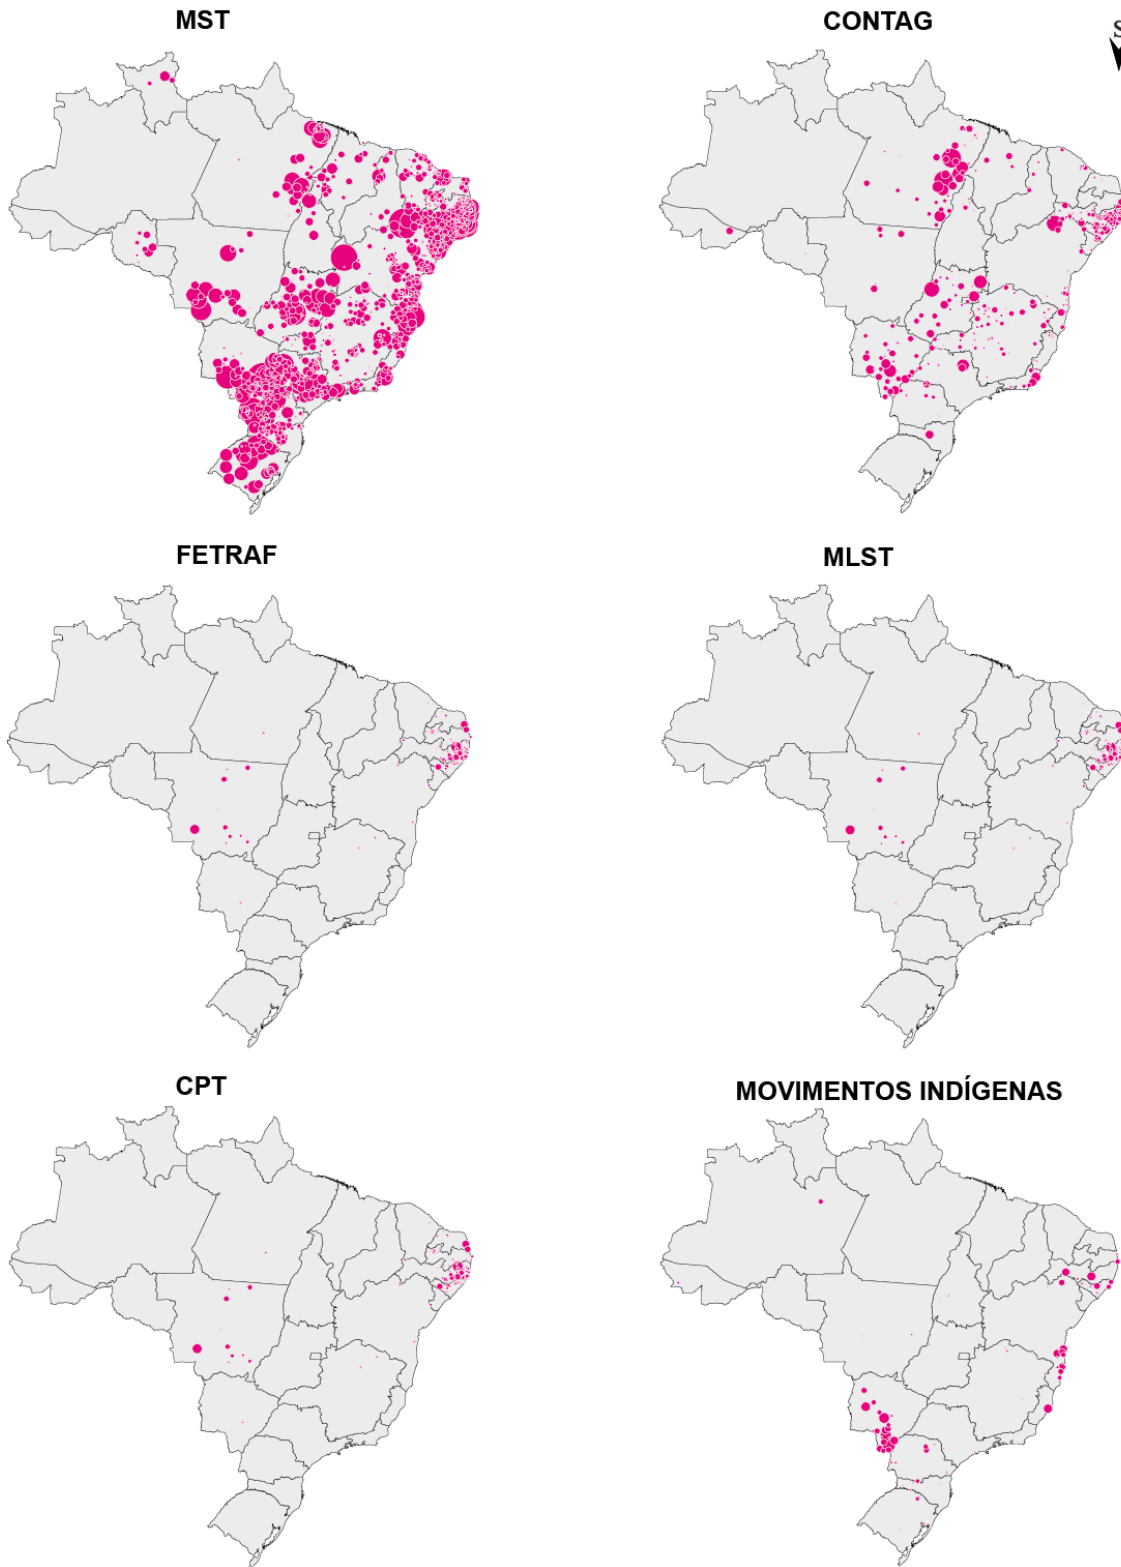 MST
CONTAG
S
FETRAF
MLST
CPT
MOVIMENTOS INDÍGENAS